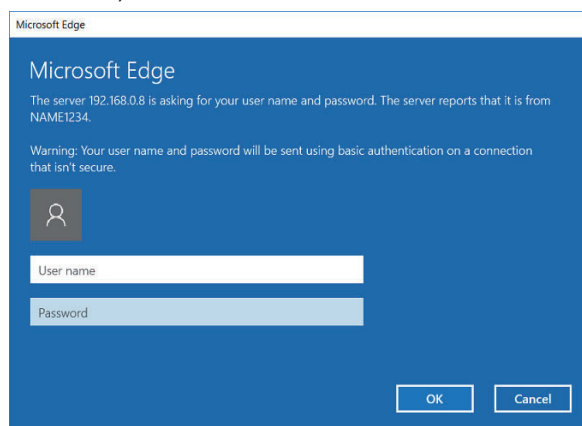 Microsoft Edge
Microsoft Edge
The server 192.168.0.8 is asking for your user name and password. The server reports that it is from
NAME1234.
Warning: Your user name and password will be sent using basic authentication on a connection
that isn't secure.
User name
Password
OK
Cancel